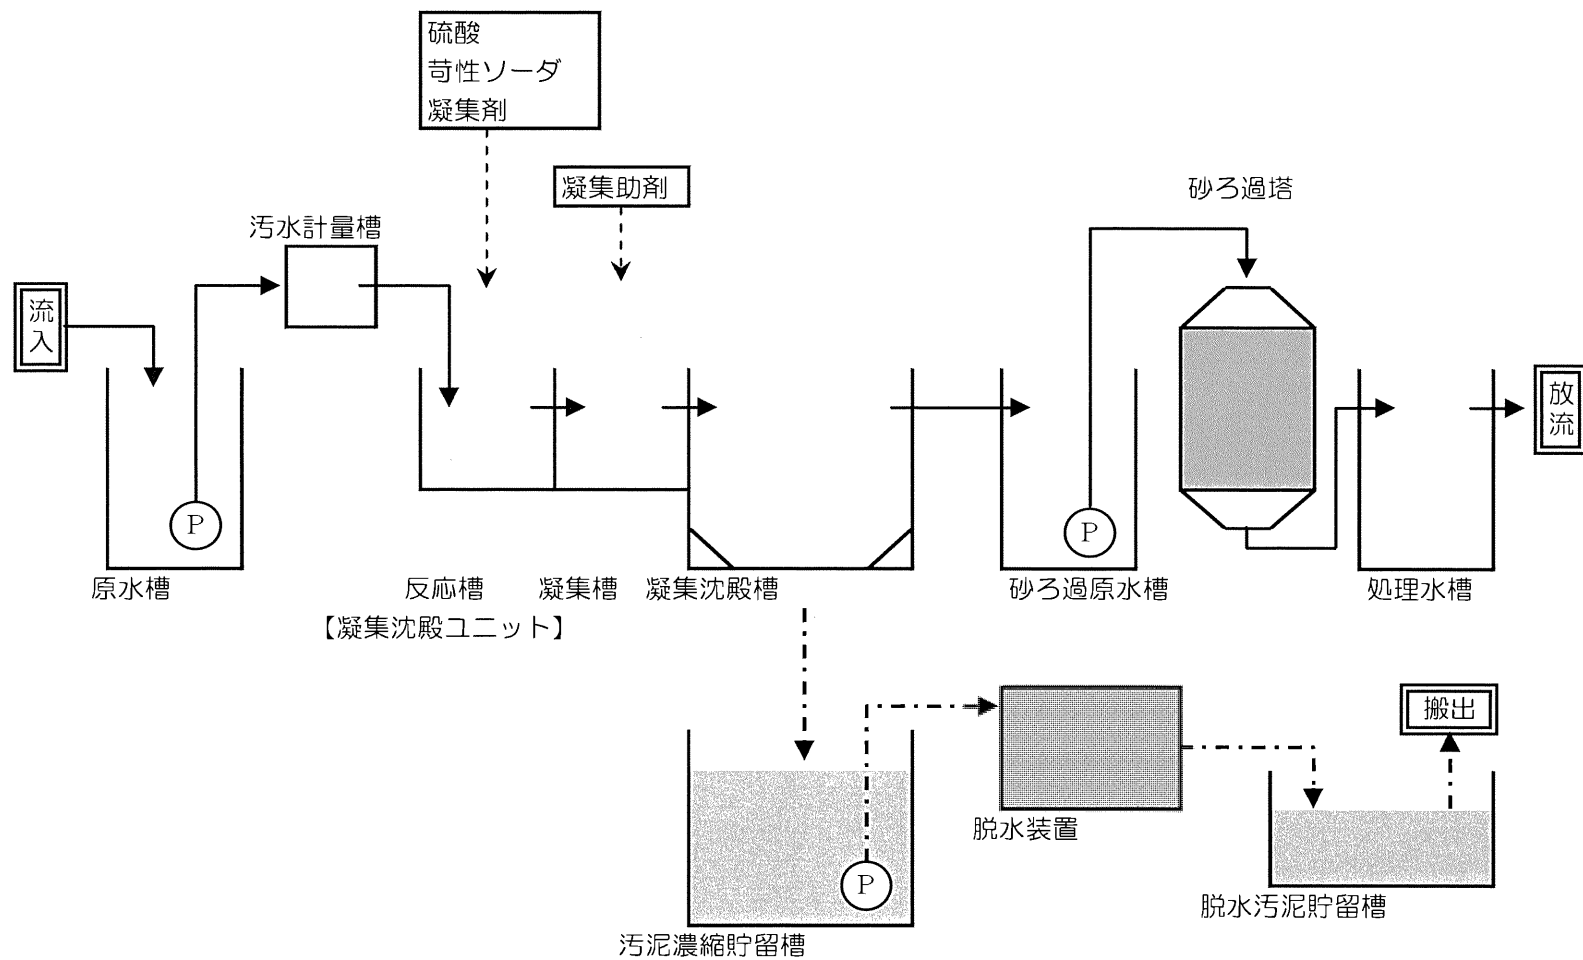 硫酸
苛性ソーダ
凝集剤
凝集助剤
砂ろ過塔
汚水計量槽
流入
放流
P
P
原水槽
反応槽
凝集槽
凝集沈殿槽
砂ろ過原水槽
処理水槽
【凝集沈殿ユニット】
搬出
脱水装置
P
脱水汚泥貯留槽
汚泥濃縮貯留槽